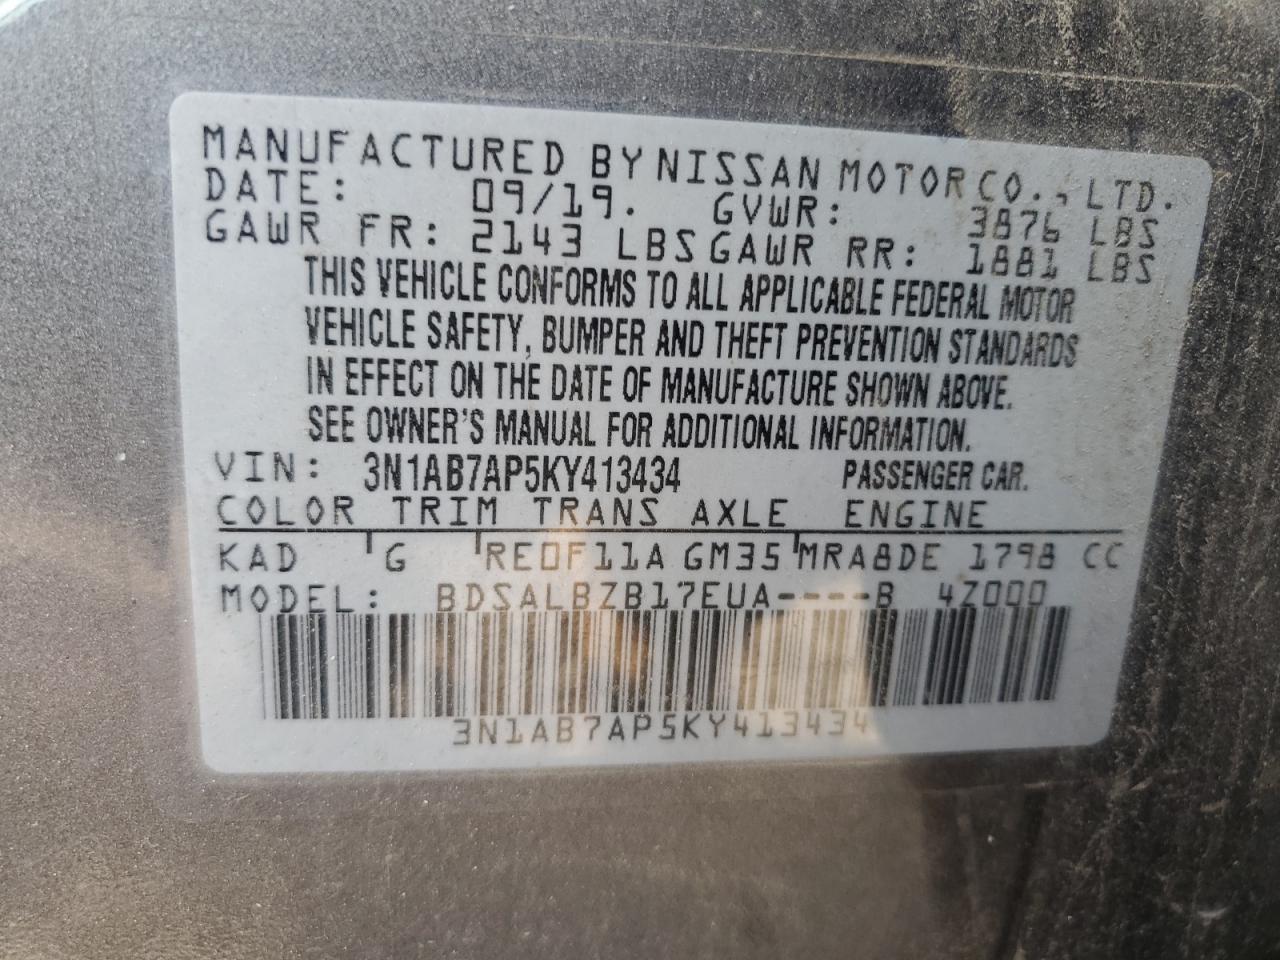 MANUFACTURED BY NISSAN MOTOR CO., LTD.
DATE: 09/19. GVWR: 3876 LBS
GAWR FR: 2143 LBS GAWR RR: 1881 LBS
THIS VEHICLE CONFORMS TO ALL APPLICABLE FEDERAL MOTOR
VEHICLE SAFETY, BUMPER AND THEFT PREVENTION STANDARDS
IN EFFECT ON THE DATE OF MANUFACTURE SHOWN ABOVE.
SEE OWNER'S MANUAL FOR ADDITIONAL INFORMATION.
VIN: 3N1AB7AP5KY413434 PASSENGER CAR.
COLOR TRIM TRANS AXLE ENGINE
KAD G RE0F11A GM35 MRA8DE 1798 CC
MODEL: BDSALBZB17EUA----B 4Z000
3N1AB7AP5KY413434